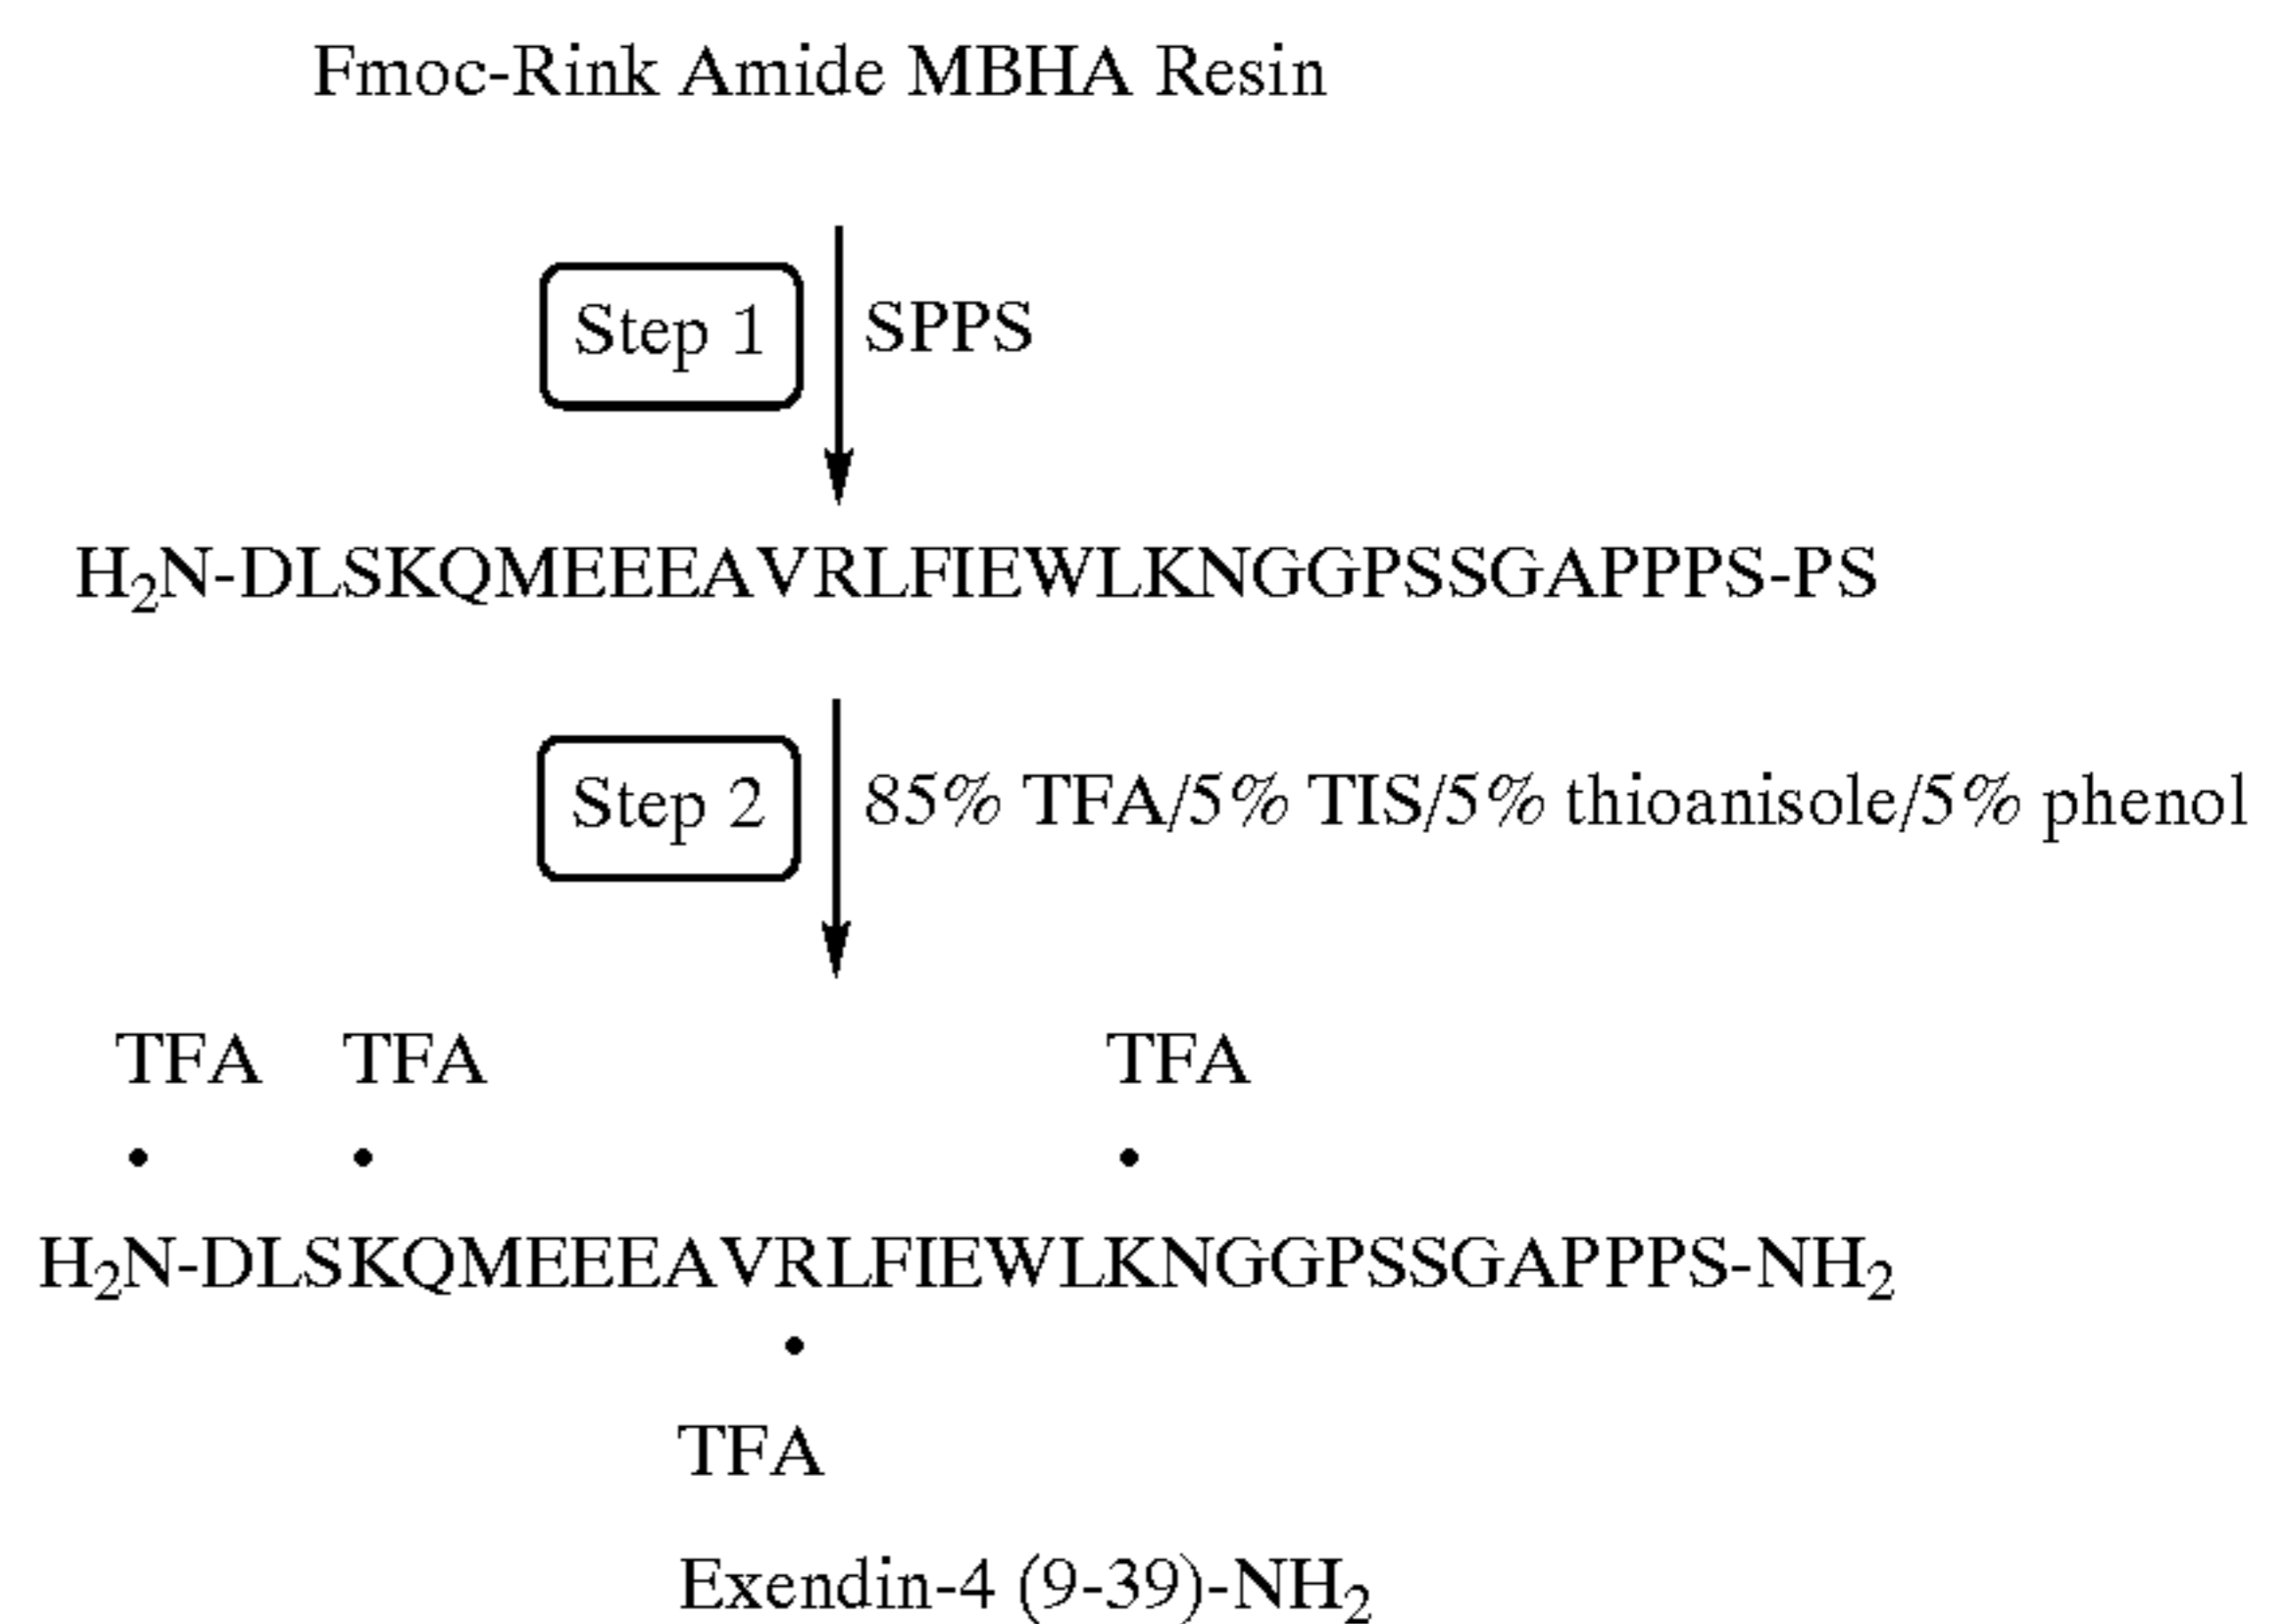 Fmoc-Rink Amide MBHA Resin
Step 1 SPPS
H₂N-DLSKQMEEEAVRLFIEWLKNGGPSSGAPPPS-PS
Step 2 85% TFA/5% TIS/5% thioanisole/5% phenol
TFA TFA TFA
• • •
H₂N-DLSKQMEEEAVRLFIEWLKNGGPSSGAPPPS-NH₂
•
TFA
Exendin-4 (9-39)-NH₂